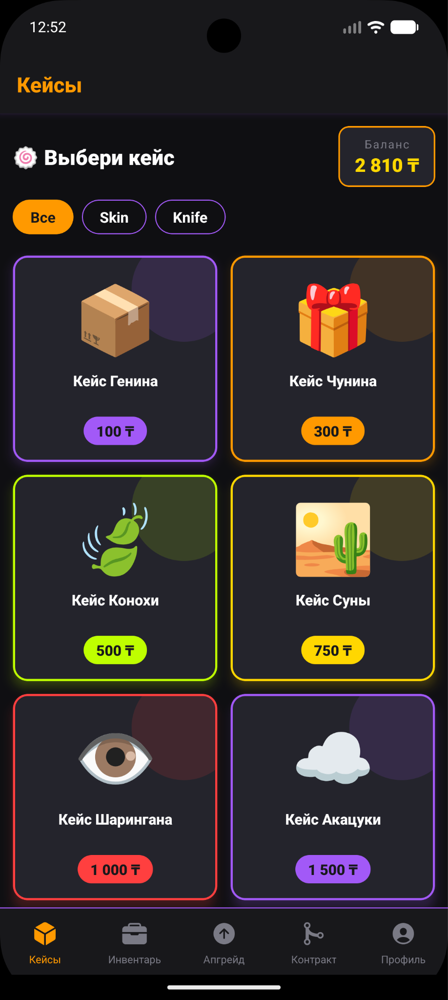 12:52
Кейсы
Выбери кейс
Баланс
2 810 ₸
Все
Skin
Knife
Кейс Генина
100 ₸
Кейс Чунина
300 ₸
Кейс Конохи
500 ₸
Кейс Суны
750 ₸
Кейс Шарингана
1 000 ₸
Кейс Акацуки
1 500 ₸
Кейсы
Инвентарь
Апгрейд
Контракт
Профиль